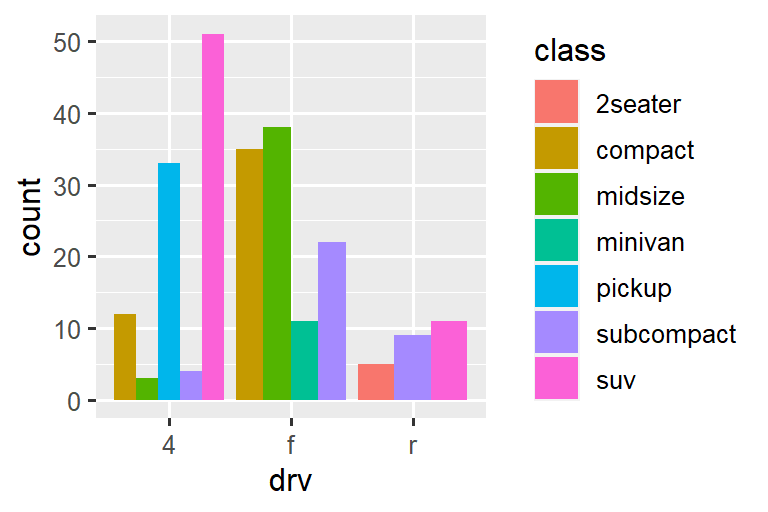 count
50
40
30
20
10
0
4 f r
drv
class
2seater
compact
midsize
minivan
pickup
subcompact
suv